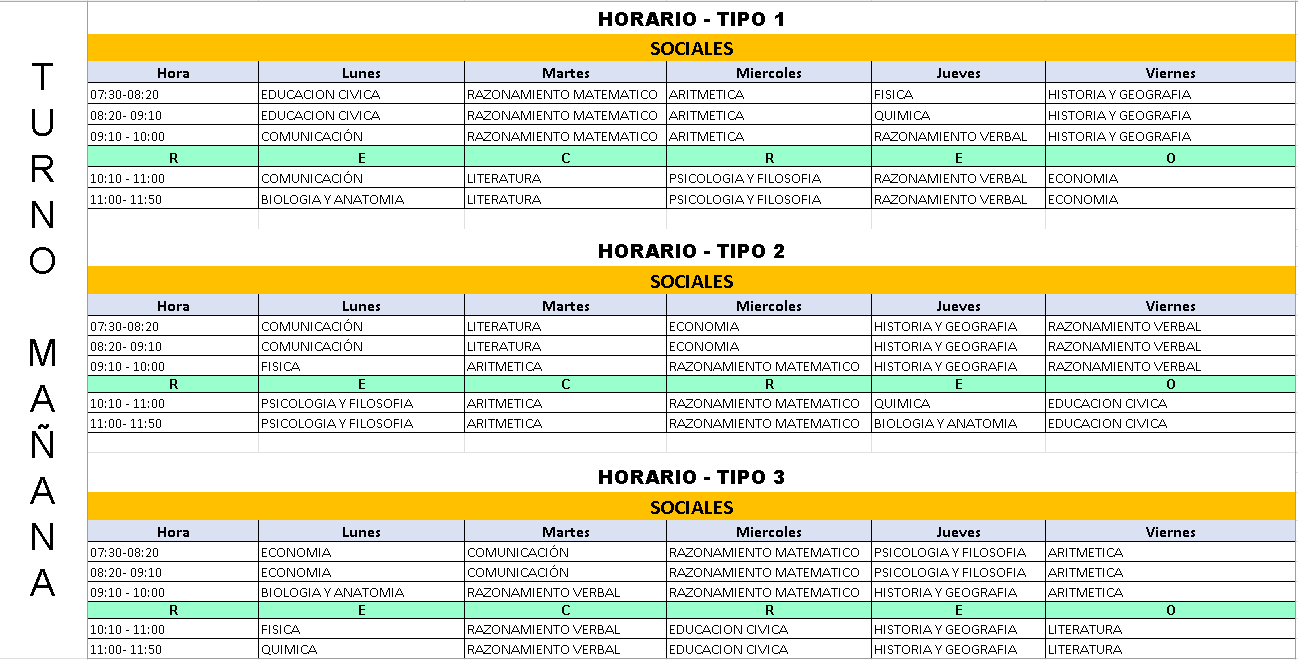 TURNO MAÑANA
HORARIO - TIPO 1
SOCIALES
Hora Lunes Martes Miercoles Jueves Viernes
07:30-08:20 EDUCACION CIVICA RAZONAMIENTO MATEMATICO ARITMETICA FISICA HISTORIA Y GEOGRAFIA
08:20- 09:10 EDUCACION CIVICA RAZONAMIENTO MATEMATICO ARITMETICA QUIMICA HISTORIA Y GEOGRAFIA
09:10 - 10:00 COMUNICACIÓN RAZONAMIENTO MATEMATICO ARITMETICA RAZONAMIENTO VERBAL HISTORIA Y GEOGRAFIA
R E C R E O
10:10 - 11:00 COMUNICACIÓN LITERATURA PSICOLOGIA Y FILOSOFIA RAZONAMIENTO VERBAL ECONOMIA
11:00- 11:50 BIOLOGIA Y ANATOMIA LITERATURA PSICOLOGIA Y FILOSOFIA RAZONAMIENTO VERBAL ECONOMIA
HORARIO - TIPO 2
SOCIALES
Hora Lunes Martes Miercoles Jueves Viernes
07:30-08:20 COMUNICACIÓN LITERATURA ECONOMIA HISTORIA Y GEOGRAFIA RAZONAMIENTO VERBAL
08:20- 09:10 COMUNICACIÓN LITERATURA ECONOMIA HISTORIA Y GEOGRAFIA RAZONAMIENTO VERBAL
09:10 - 10:00 FISICA ARITMETICA RAZONAMIENTO MATEMATICO HISTORIA Y GEOGRAFIA RAZONAMIENTO VERBAL
R E C R E O
10:10 - 11:00 PSICOLOGIA Y FILOSOFIA ARITMETICA RAZONAMIENTO MATEMATICO QUIMICA EDUCACION CIVICA
11:00- 11:50 PSICOLOGIA Y FILOSOFIA ARITMETICA RAZONAMIENTO MATEMATICO BIOLOGIA Y ANATOMIA EDUCACION CIVICA
HORARIO - TIPO 3
SOCIALES
Hora Lunes Martes Miercoles Jueves Viernes
07:30-08:20 ECONOMIA COMUNICACIÓN RAZONAMIENTO MATEMATICO PSICOLOGIA Y FILOSOFIA ARITMETICA
08:20- 09:10 ECONOMIA COMUNICACIÓN RAZONAMIENTO MATEMATICO PSICOLOGIA Y FILOSOFIA ARITMETICA
09:10 - 10:00 BIOLOGIA Y ANATOMIA RAZONAMIENTO VERBAL RAZONAMIENTO MATEMATICO HISTORIA Y GEOGRAFIA ARITMETICA
R E C R E O
10:10 - 11:00 FISICA RAZONAMIENTO VERBAL EDUCACION CIVICA HISTORIA Y GEOGRAFIA LITERATURA
11:00- 11:50 QUIMICA RAZONAMIENTO VERBAL EDUCACION CIVICA HISTORIA Y GEOGRAFIA LITERATURA